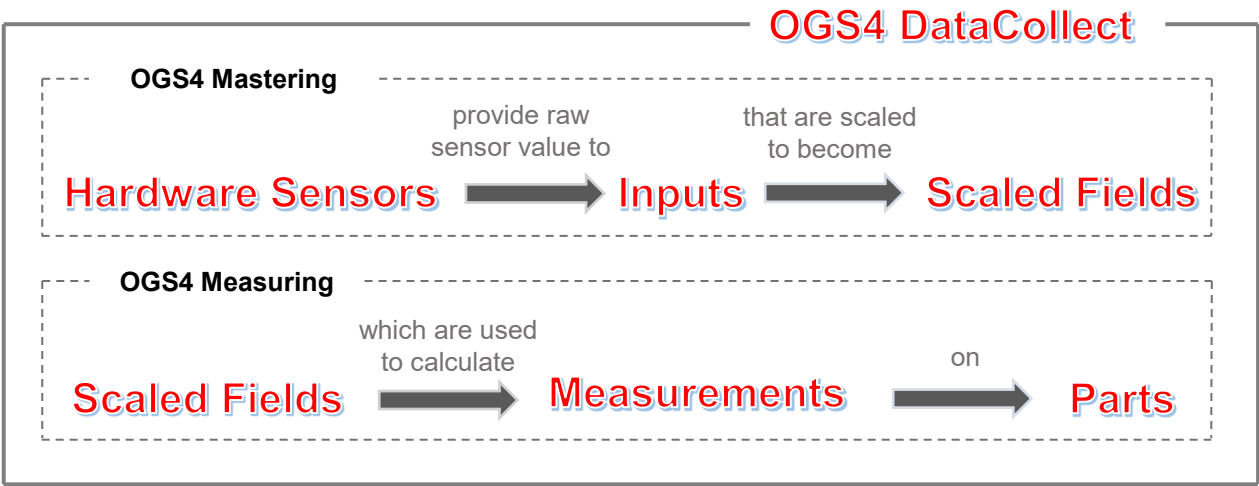 OGS4 DataCollect
OGS4 Mastering
provide raw
sensor value to
that are scaled
to become
Hardware Sensors
Inputs
Scaled Fields
OGS4 Measuring
which are used
to calculate
on
Scaled Fields
Measurements
Parts